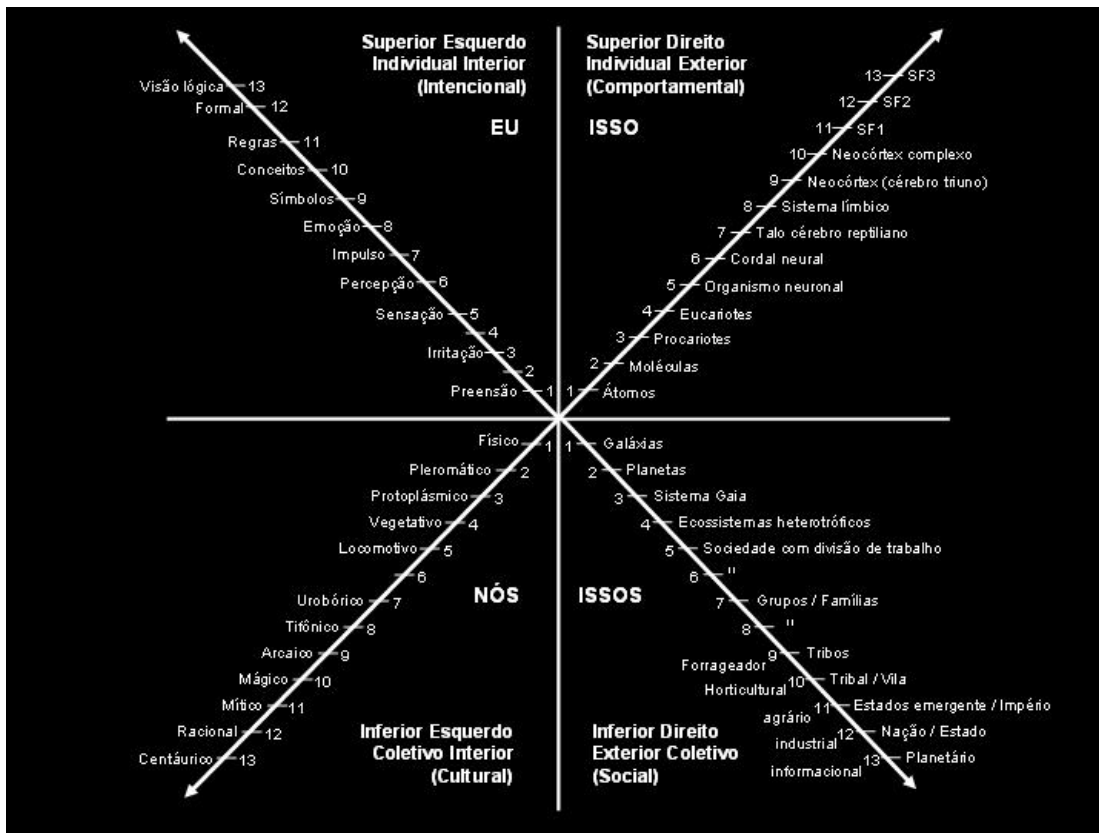 Superior Esquerdo
Individual Interior
(Intencional)
EU
Visão lógica 13
Formal 12
Regras 11
Conceitos 10
Símbolos 9
Emoção 8
Impulso 7
Percepção 6
Sensação 5
4
Irritação 3
2
Preensão 1
Superior Direito
Individual Exterior
(Comportamental)
ISSO
13 SF3
12 SF2
11 SF1
10 Neocórtex complexo
9 Neocórtex (cérebro triuno)
8 Sistema límbico
7 Talo cérebro reptiliano
6 Cordal neural
5 Organismo neuronal
4 Eucariotes
3 Procariotes
2 Moléculas
1 Átomos
Físico 1
Pleromático 2
Protoplásmico 3
Vegetativo 4
Locomotivo 5
6
Urobórico 7
Titônico 8
Arcaico 9
Mágico 10
Mítico 11
Racional 12
Centáurico 13
NÓS
Inferior Esquerdo
Coletivo Interior
(Cultural)
1 Galáxias
2 Planetas
3 Sistema Gaia
4 Ecossistemas heterotróficos
5 Sociedade com divisão de trabalho
6 "
7 Grupos / Famílias
8 "
9 Tribos
Forrageador
10 Tribal / Vila
Horticultural
11 Estados emergente / Império
agrário
12 Nação / Estado
industrial
13 Planetário
informacional
ISSOS
Inferior Direito
Exterior Coletivo
(Social)